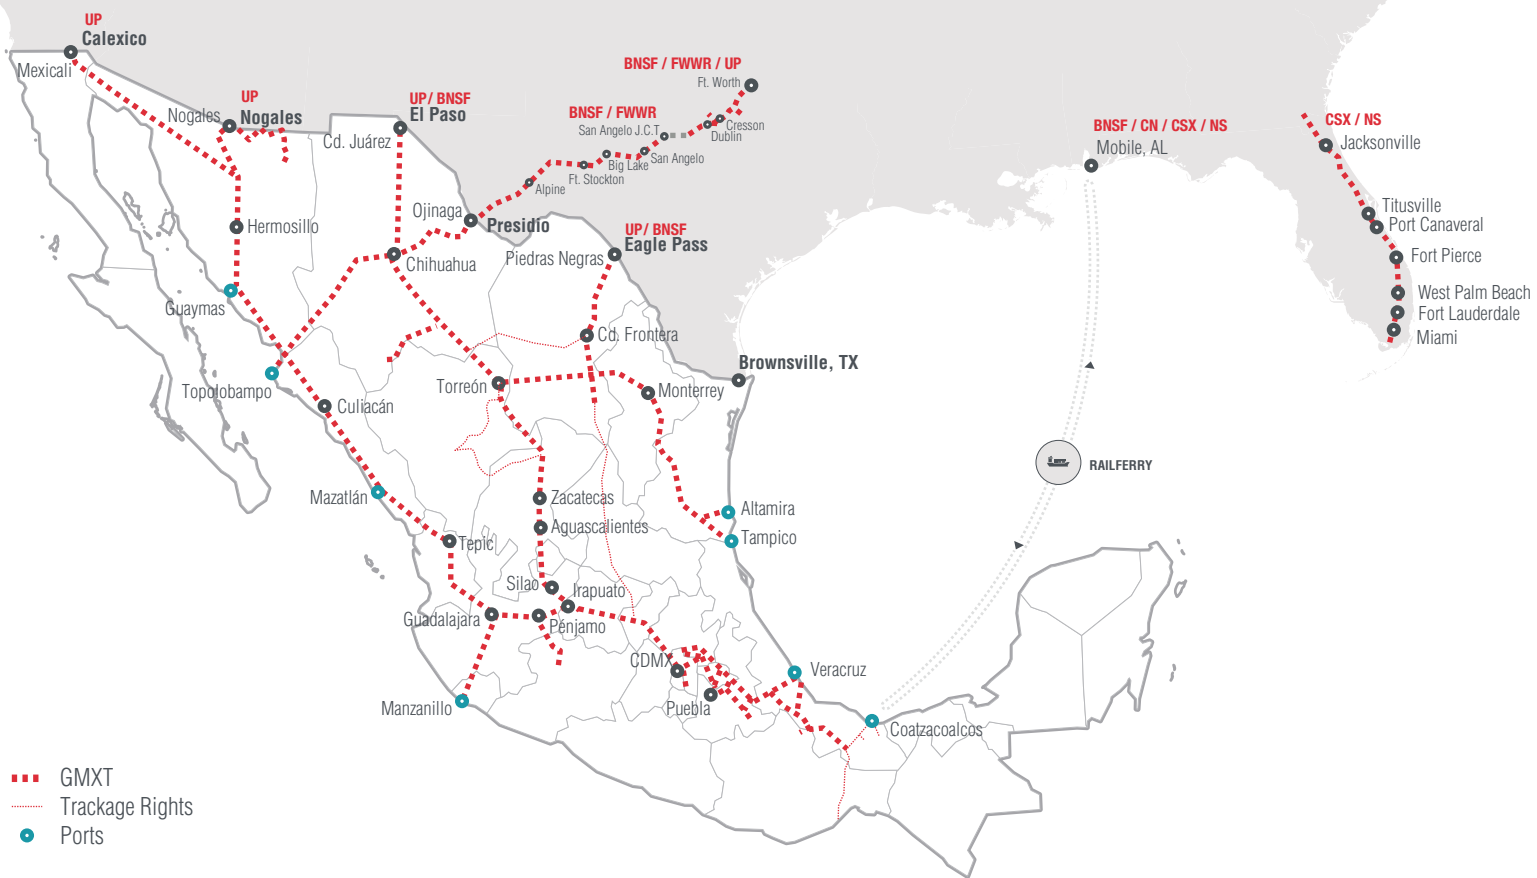 UP
Calexico
Mexicali
UP
Nogales
Nogales
UP/ BNSF
El Paso
Cd. Juárez
BNSF / FWWR / UP
Ft. Worth
BNSF / FWWR
San Angelo J.C.T
Cresson
Dublin
San Angelo
Big Lake
Ft. Stockton
Alpine
Ojinaga
Presidio
UP/ BNSF
Eagle Pass
Piedras Negras
BNSF / CN / CSX / NS
Mobile, AL
CSX / NS
Jacksonville
Titusville
Port Canaveral
Fort Pierce
West Palm Beach
Fort Lauderdale
Miami
Hermosillo
Chihuahua
Guaymas
Cd. Frontera
Brownsville, TX
Topolobampo
Torreón
Monterrey
Culiacán
RAILFERRY
Mazatlán
Zacatecas
Altamira
Aguascalientes
Tampico
Tepic
Silao
Irapuato
Guadalajara
Pénjamo
CDMX
Veracruz
Manzanillo
Puebla
Coatzacoalcos
GMXT
Trackage Rights
Ports